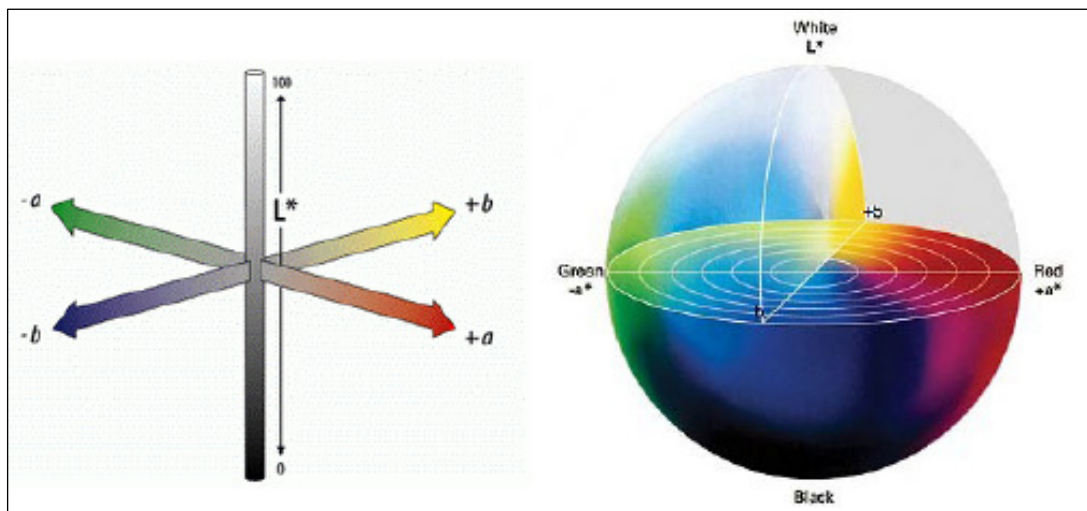 100
L*
-a
+b
-b
+a
0
White
L*
+b
Green
-a*
Red
+a*
b
Black